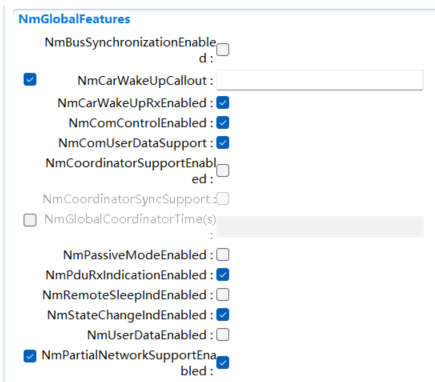 NmGlobalFeatures
NmBusSynchronizationEnable
d :
NmCarWakeUpCallout :
NmCarWakeUpRxEnabled :
NmComControlEnabled :
NmComUserDataSupport :
NmCoordinatorSupportEnabl
ed :
NmCoordinatorSyncSupport :
NmGlobalCoordinatorTime(s)
:
NmPassiveModeEnabled :
NmPduRxIndicationEnabled :
NmRemoteSleepIndEnabled :
NmStateChangeIndEnabled :
NmUserDataEnabled :
NmPartialNetworkSupportEna
bled :